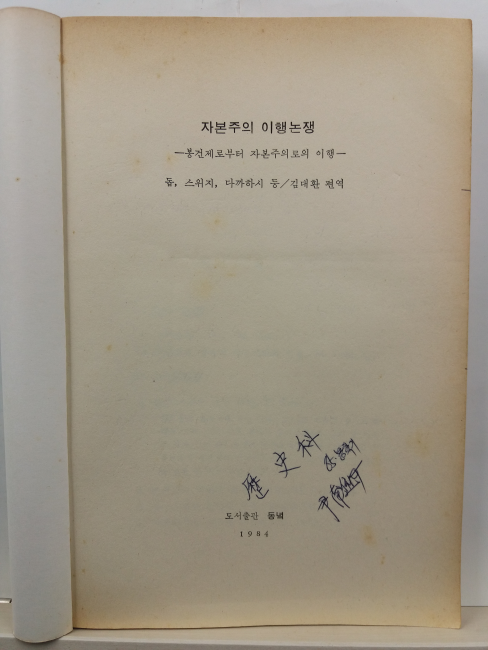 자본주의 이행논쟁
—봉건제로부터 자본주의로의 이행—
돕, 스위지, 다까하시 등/김대환 편역
歷史科
도서출판 동녘
1984